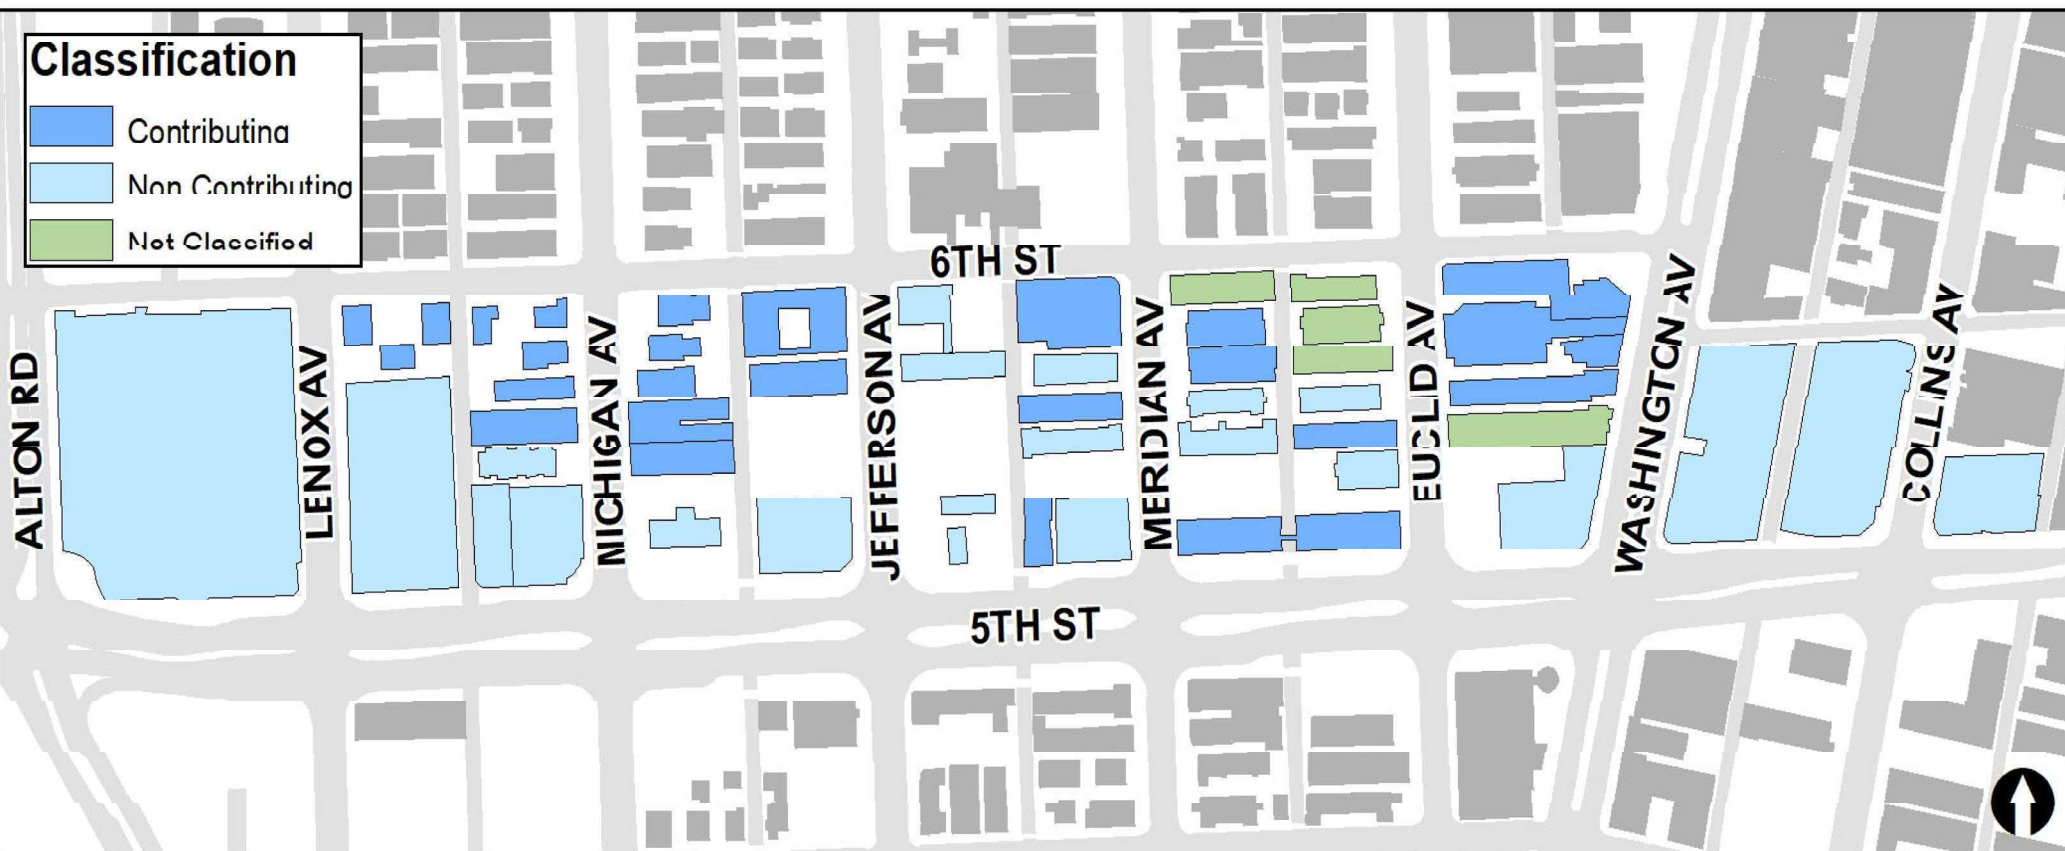 Classification
Contributing
Non Contributing
Not Classified
6TH ST
ALTON RD
LENOX AV
MICHIGAN AV
JEFFERSON AV
MERIDIAN AV
EUCLID AV
WASHINGTON AV
COLLINS AV
5TH ST